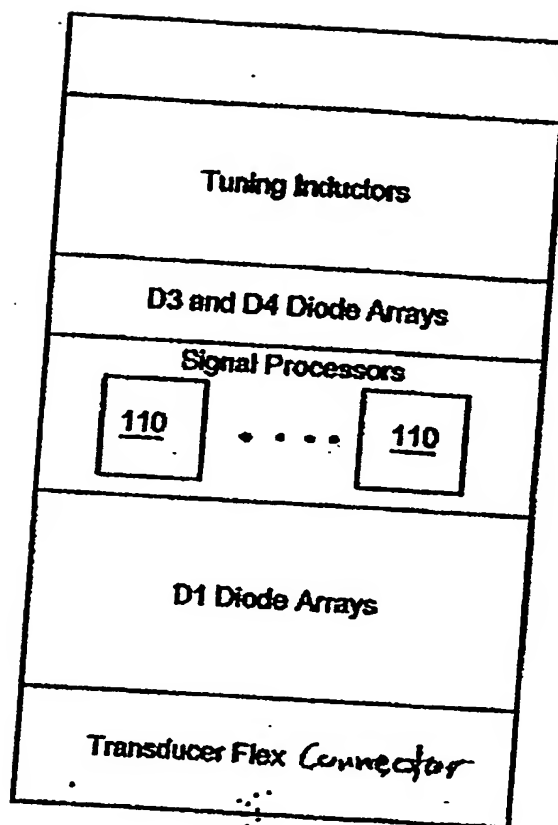 Tuning Inductors
D3 and D4 Diode Arrays
Signal Processors
110 110
D1 Diode Arrays
Transducer Flex Connector